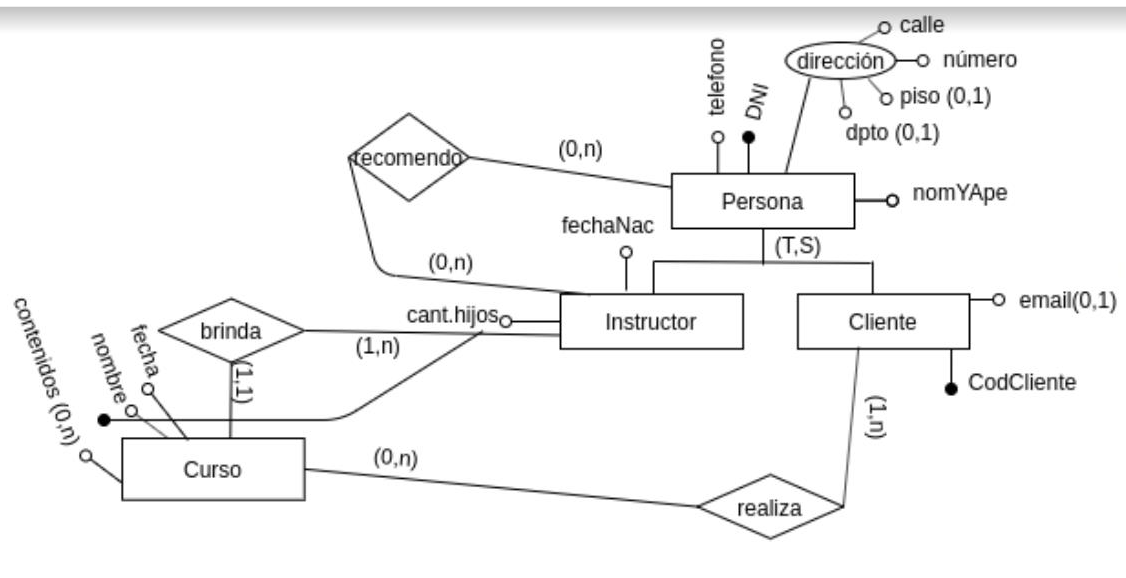 calle
dirección
número
piso (0,1)
dpto (0,1)
telefono
DNI
recomendo
(0,n)
Persona
nomYApe
fechaNac
(T,S)
(0,n)
cant.hijos
Instructor
Cliente
email(0,1)
brinda
(1,n)
(1,1)
CodCliente
contenidos (0,n)
nombre
fecha
(1,n)
Curso
(0,n)
realiza